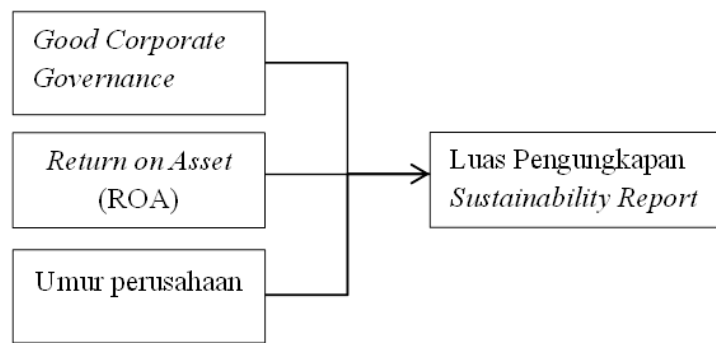 Good Corporate
Governance
Return on Asset
(ROA)
Umur perusahaan
Luas Pengungkapan
Sustainability Report